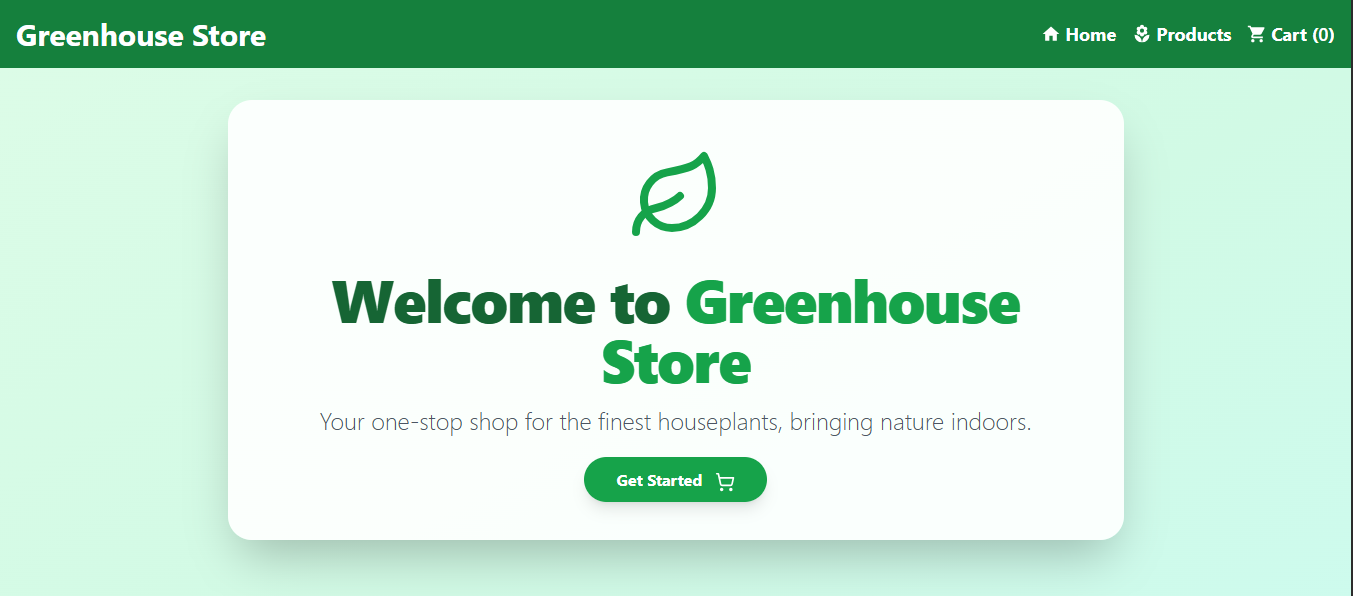 Greenhouse Store
Home
Products
Cart (0)
Welcome to Greenhouse
Store
Your one-stop shop for the finest houseplants, bringing nature indoors.
Get Started